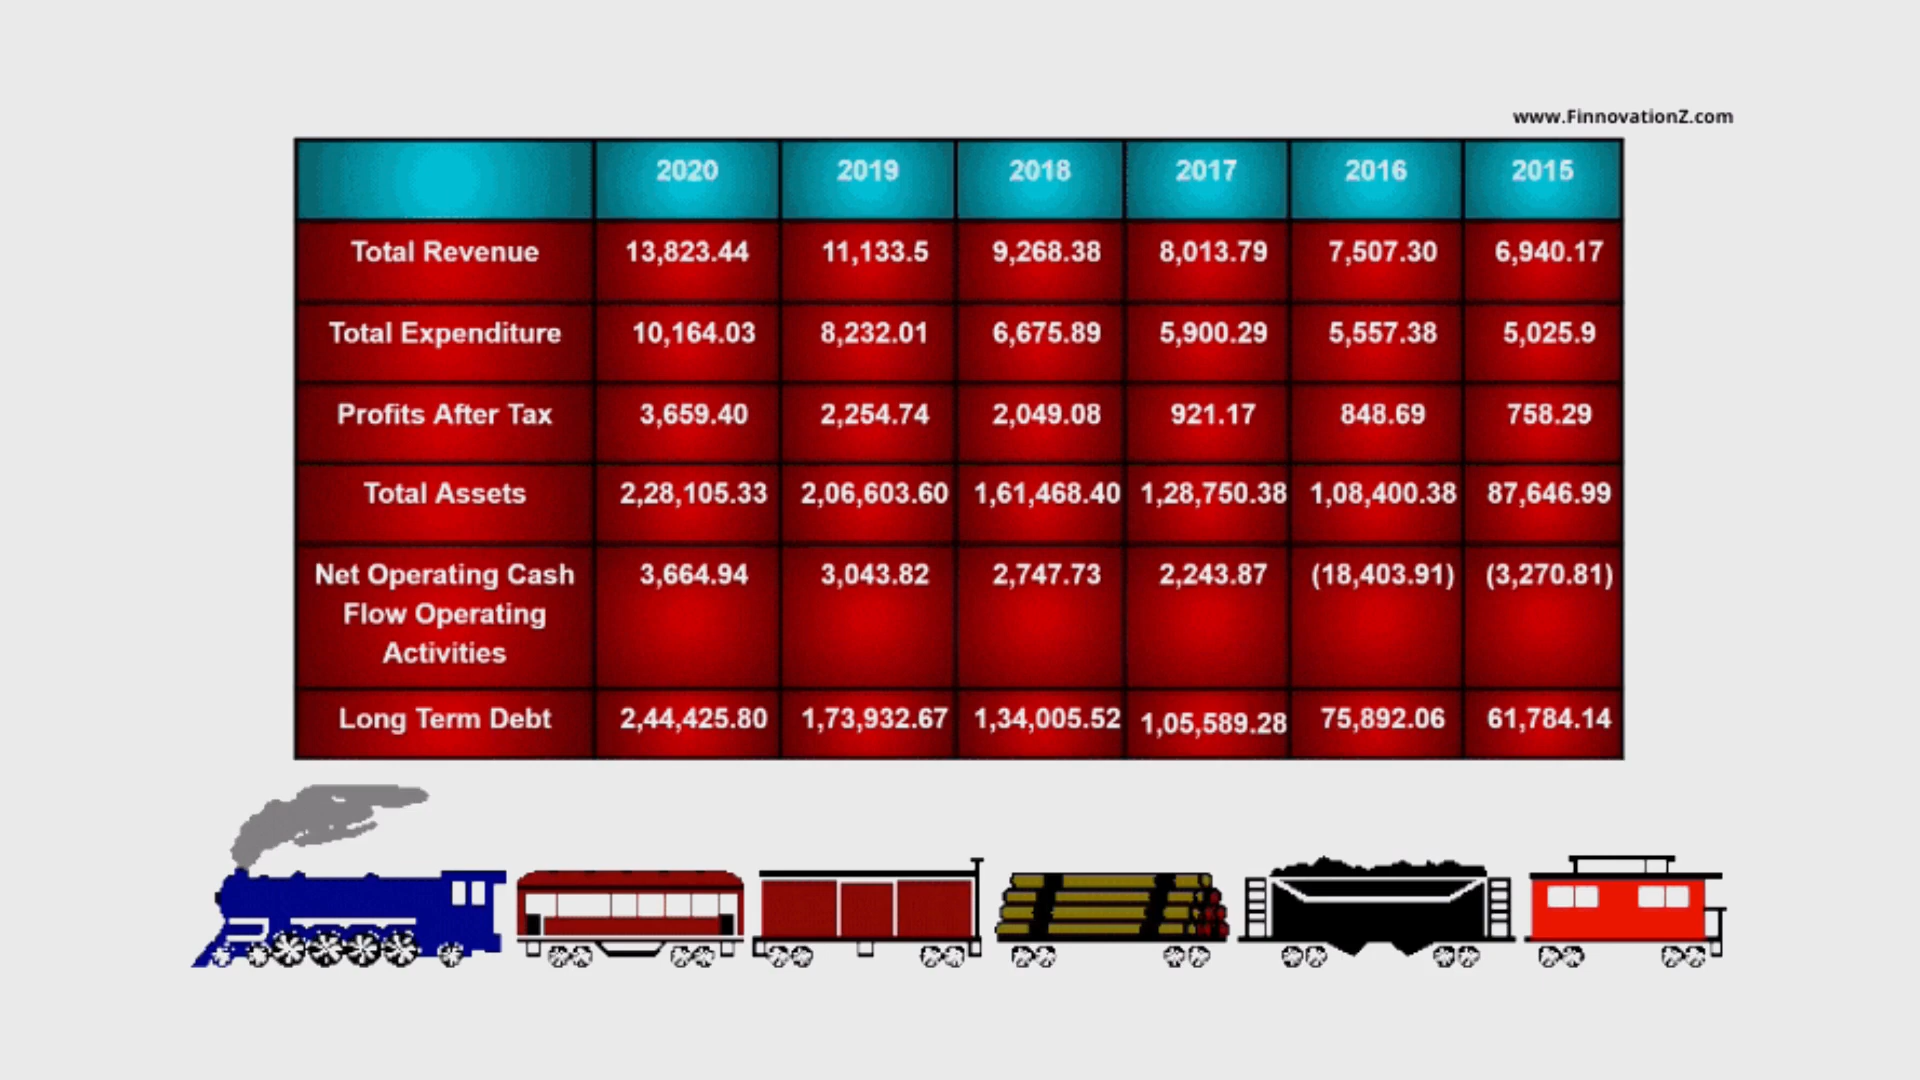 www.FinnovationZ.com
2020 2019 2018 2017 2016 2015
Total Revenue 13,823.44 11,133.5 9,268.38 8,013.79 7,507.30 6,940.17
Total Expenditure 10,164.03 8,232.01 6,675.89 5,900.29 5,557.38 5,025.9
Profits After Tax 3,659.40 2,254.74 2,049.08 921.17 848.69 758.29
Total Assets 2,28,105.33 2,06,603.60 1,61,468.40 1,28,750.38 1,08,400.38 87,646.99
Net Operating Cash 3,664.94 3,043.82 2,747.73 2,243.87 (18,403.91) (3,270.81)
Flow Operating
Activities
Long Term Debt 2,44,425.80 1,73,932.67 1,34,005.52 1,05,589.28 75,892.06 61,784.14